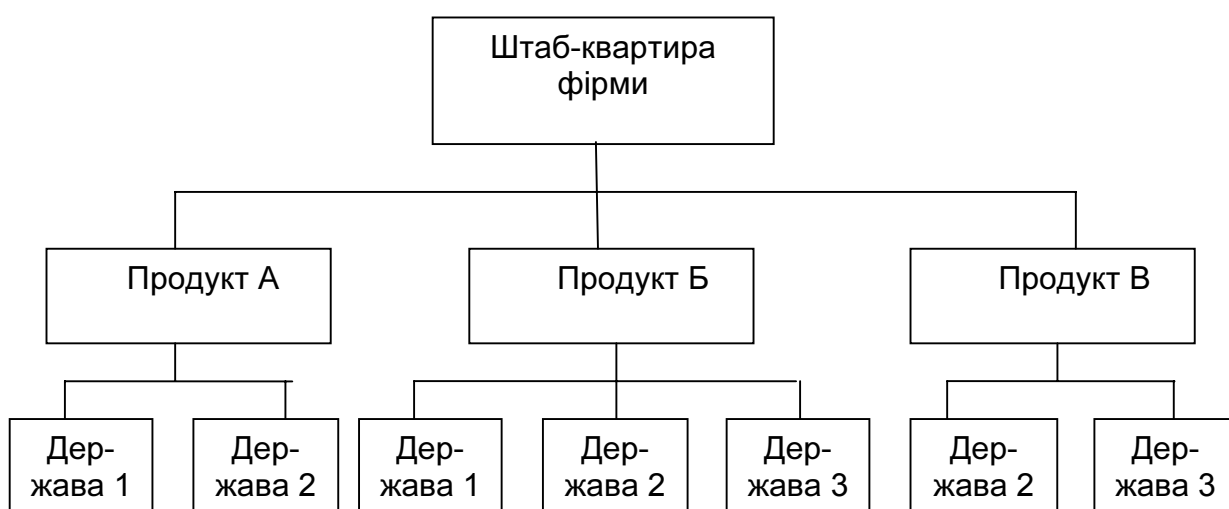 Штаб-квартира
фірми
Продукт А
Продукт Б
Продукт В
Дер-
жава 1
Дер-
жава 2
Дер-
жава 1
Дер-
жава 2
Дер-
жава 3
Дер-
жава 2
Дер-
жава 3